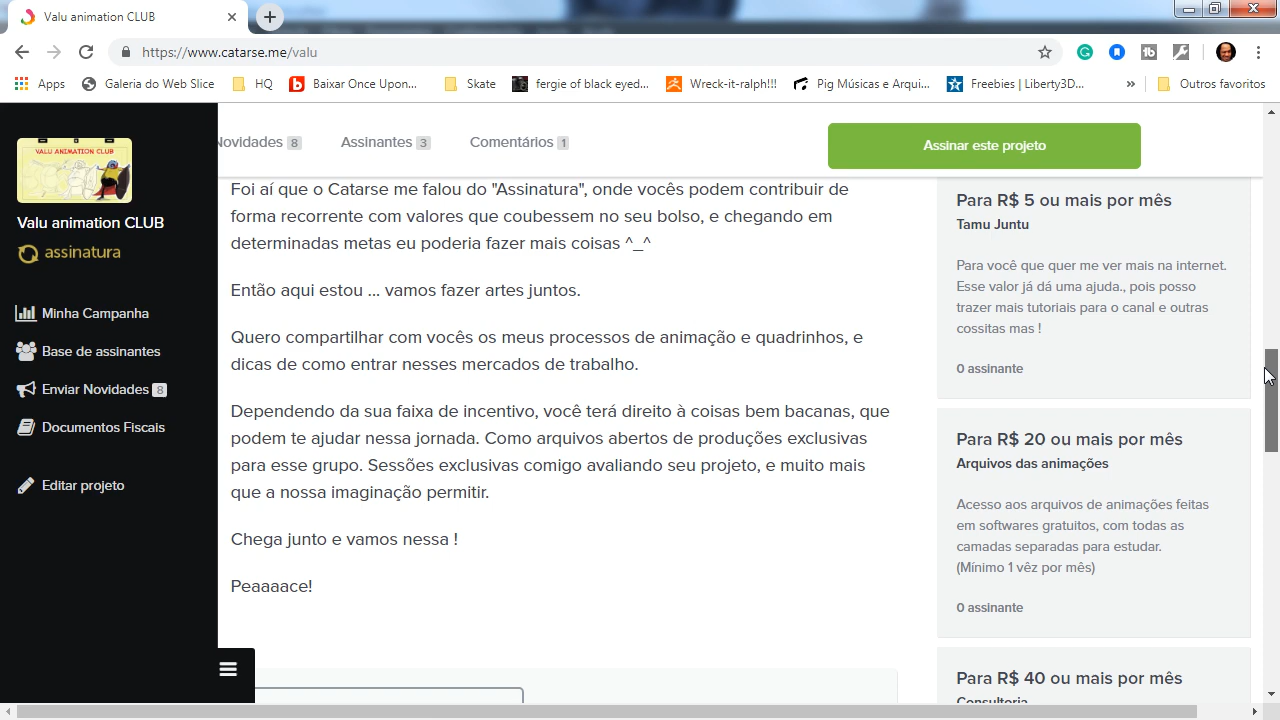 Valu animation CLUB
https://www.catarse.me/valu
Apps
Galeria do Web Slice
HQ
Baixar Once Upon...
Skate
fergie of black eyed...
Wreck-it-ralph!!!
Pig Músicas e Arqui...
Freebies | Liberty3D...
»
Outros favoritos
VALU ANIMATION CLUB
Valu animation CLUB
assinatura
Minha Campanha
Base de assinantes
Enviar Novidades 8
Documentos Fiscais
Editar projeto
Novidades 8
Assinantes 3
Comentários 1
Assinar este projeto
Foi aí que o Catarse me falou do "Assinatura", onde vocês podem contribuir de
forma recorrente com valores que coubessem no seu bolso, e chegando em
determinadas metas eu poderia fazer mais coisas ^_^
Então aqui estou ... vamos fazer artes juntos.
Quero compartilhar com vocês os meus processos de animação e quadrinhos, e
dicas de como entrar nesses mercados de trabalho.
Dependendo da sua faixa de incentivo, você terá direito à coisas bem bacanas, que
podem te ajudar nessa jornada. Como arquivos abertos de produções exclusivas
para esse grupo. Sessões exclusivas comigo avaliando seu projeto, e muito mais
que a nossa imaginação permitir.
Chega junto e vamos nessa !
Peaaaace!
Para R$ 5 ou mais por mês
Tamu Juntu
Para você que quer me ver mais na internet.
Esse valor já dá uma ajuda., pois posso
trazer mais tutoriais para o canal e outras
cossitas mas !
0 assinante
Para R$ 20 ou mais por mês
Arquivos das animações
Acesso aos arquivos de animações feitas
em softwares gratuitos, com todas as
camadas separadas para estudar.
(Mínimo 1 vêz por mês)
0 assinante
Para R$ 40 ou mais por mês
Consultoria